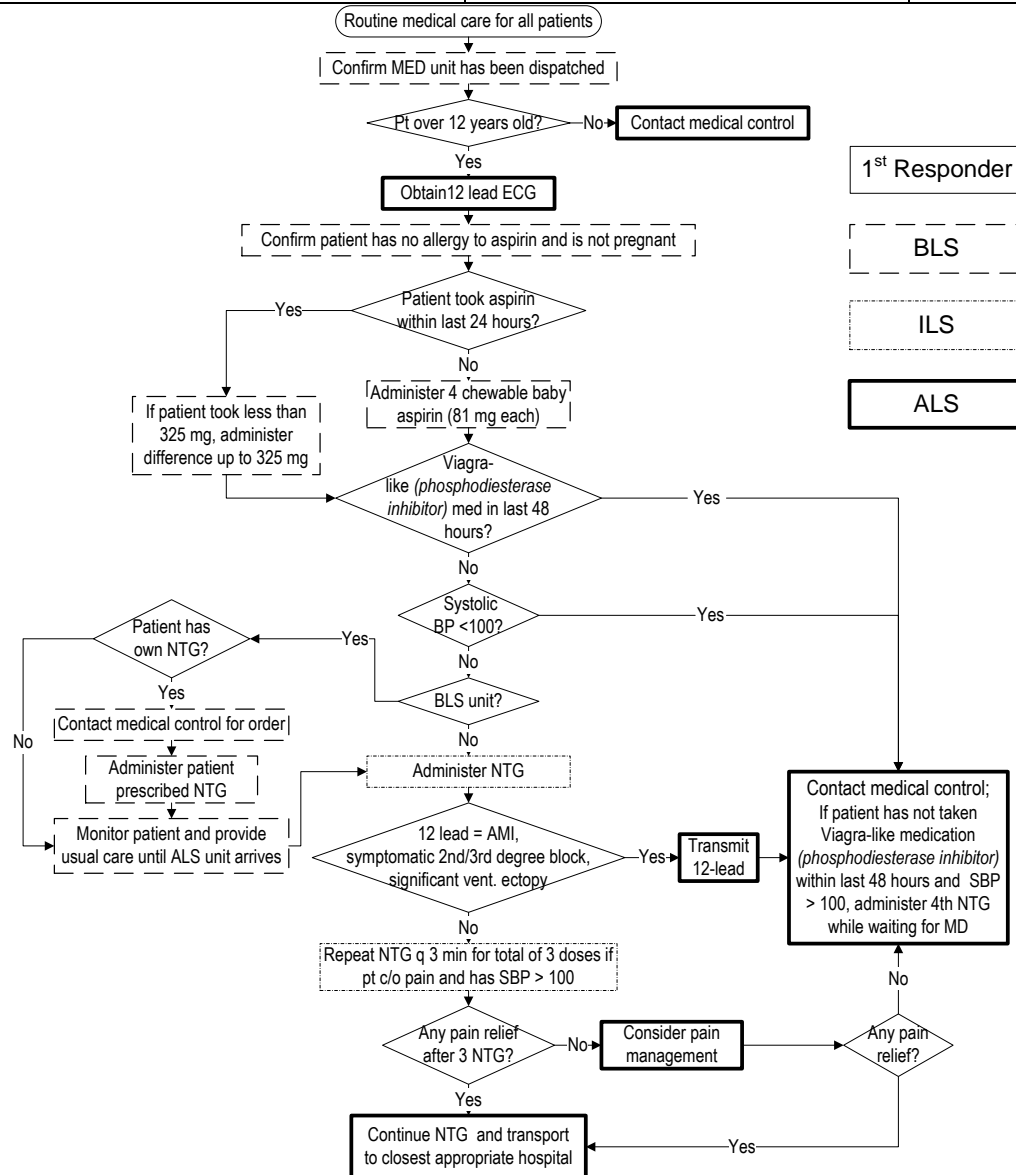 Routine medical care for all patients
Confirm MED unit has been dispatched
Pt over 12 years old?
No
Contact medical control
Yes
1st Responder
Obtain12 lead ECG
BLS
Confirm patient has no allergy to aspirin and is not pregnant
Patient took aspirin
within last 24 hours?
Yes
ILS
No
Administer 4 chewable baby
aspirin (81 mg each)
If patient took less than
325 mg, administer
difference up to 325 mg
ALS
Viagra-
like (phosphodiesterase
inhibitor) med in last 48
hours?
Yes
No
Systolic
BP <100?
Yes
Patient has
own NTG?
Yes
No
BLS unit?
Yes
Contact medical control for order
No
No
Administer patient
prescribed NTG
Administer NTG
Monitor patient and provide
usual care until ALS unit arrives
12 lead = AMI,
symptomatic 2nd/3rd degree block,
significant vent. ectopy
Yes
Transmit
12-lead
Contact medical control;
If patient has not taken
Viagra-like medication
(phosphodiesterase inhibitor)
within last 48 hours and SBP
> 100, administer 4th NTG
while waiting for MD
No
Repeat NTG q 3 min for total of 3 doses if
pt c/o pain and has SBP > 100
No
Any pain relief
after 3 NTG?
No
Consider pain
management
Any pain
relief?
Yes
Continue NTG and transport
to closest appropriate hospital
Yes